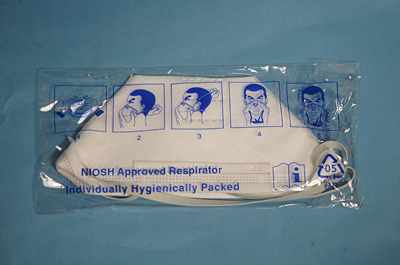 2 3 4
NIOSH Approved Respirator
Individually Hygienically Packed
i
05